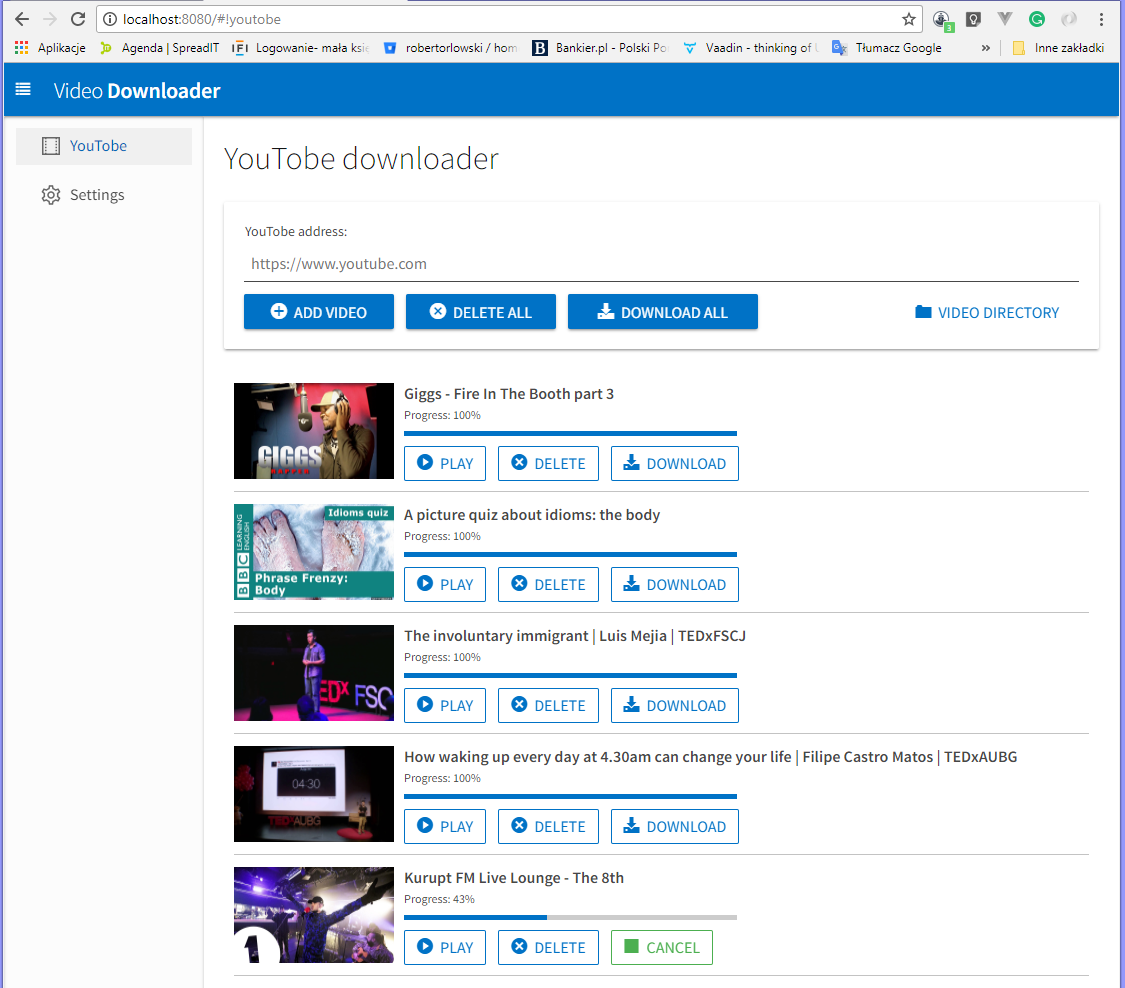 localhost:8080/#!youtobe
3
Aplikacje Agenda | SpreadIT Logowanie- mała księ robertorlowski / hom Bankier.pl - Polski Po Vaadin - thinking of U Tłumacz Google » Inne zakładki
Video Downloader
YouTobe
Settings
YouTobe downloader
YouTobe address:
https://www.youtube.com
ADD VIDEO DELETE ALL DOWNLOAD ALL VIDEO DIRECTORY
GIGGS
Giggs - Fire In The Booth part 3
Progress: 100%
PLAY DELETE DOWNLOAD
BBC LEARNING ENGLISH
Idioms quiz
Phrase Frenzy:
Body
A picture quiz about idioms: the body
Progress: 100%
PLAY DELETE DOWNLOAD
TEDx FSC
The involuntary immigrant | Luis Mejia | TEDxFSCJ
Progress: 100%
PLAY DELETE DOWNLOAD
04:30
TEDxAUBG
How waking up every day at 4.30am can change your life | Filipe Castro Matos | TEDxAUBG
Progress: 100%
PLAY DELETE DOWNLOAD
1
Kurupt FM Live Lounge - The 8th
Progress: 43%
PLAY DELETE CANCEL